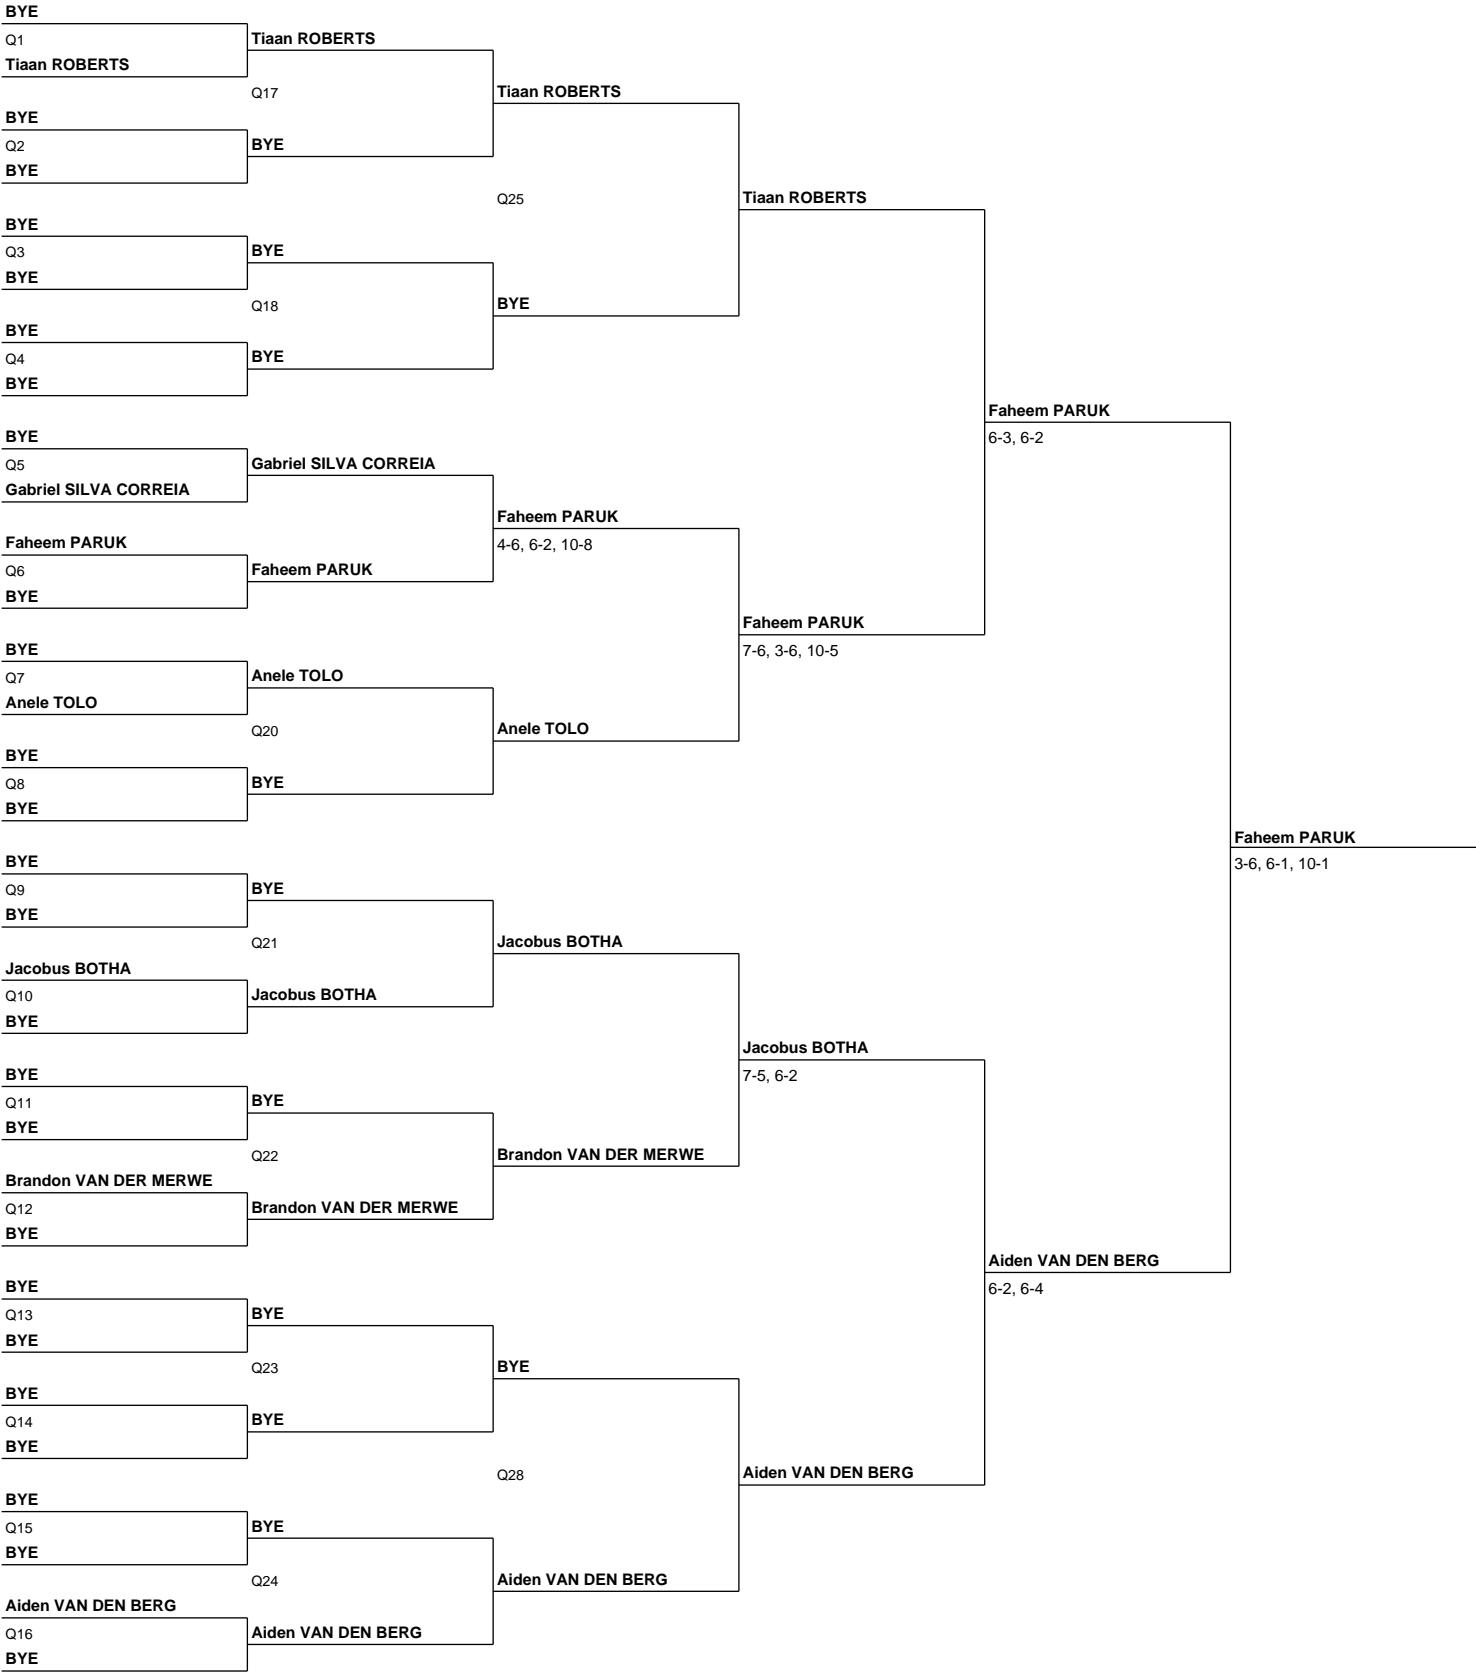 BYE
Q1
Tiaan ROBERTS
Tiaan ROBERTS
Q17
Tiaan ROBERTS
BYE
Q2
BYE
BYE
Q25
Tiaan ROBERTS
BYE
Q3
BYE
BYE
Q18
BYE
BYE
Q4
BYE
BYE
Faheem PARUK
6-3, 6-2
BYE
Q5
Gabriel SILVA CORREIA
Gabriel SILVA CORREIA
Faheem PARUK
4-6, 6-2, 10-8
Faheem PARUK
Q6
BYE
Faheem PARUK
Faheem PARUK
7-6, 3-6, 10-5
BYE
Q7
Anele TOLO
Anele TOLO
Q20
Anele TOLO
BYE
Q8
BYE
BYE
Faheem PARUK
3-6, 6-1, 10-1
BYE
Q9
BYE
BYE
Q21
Jacobus BOTHA
Jacobus BOTHA
Q10
BYE
Jacobus BOTHA
Jacobus BOTHA
7-5, 6-2
BYE
Q11
BYE
BYE
Q22
Brandon VAN DER MERWE
Brandon VAN DER MERWE
Q12
BYE
Brandon VAN DER MERWE
Aiden VAN DEN BERG
6-2, 6-4
BYE
Q13
BYE
BYE
Q23
BYE
BYE
Q14
BYE
BYE
Q28
Aiden VAN DEN BERG
BYE
Q15
BYE
BYE
Q24
Aiden VAN DEN BERG
Aiden VAN DEN BERG
Q16
BYE
Aiden VAN DEN BERG